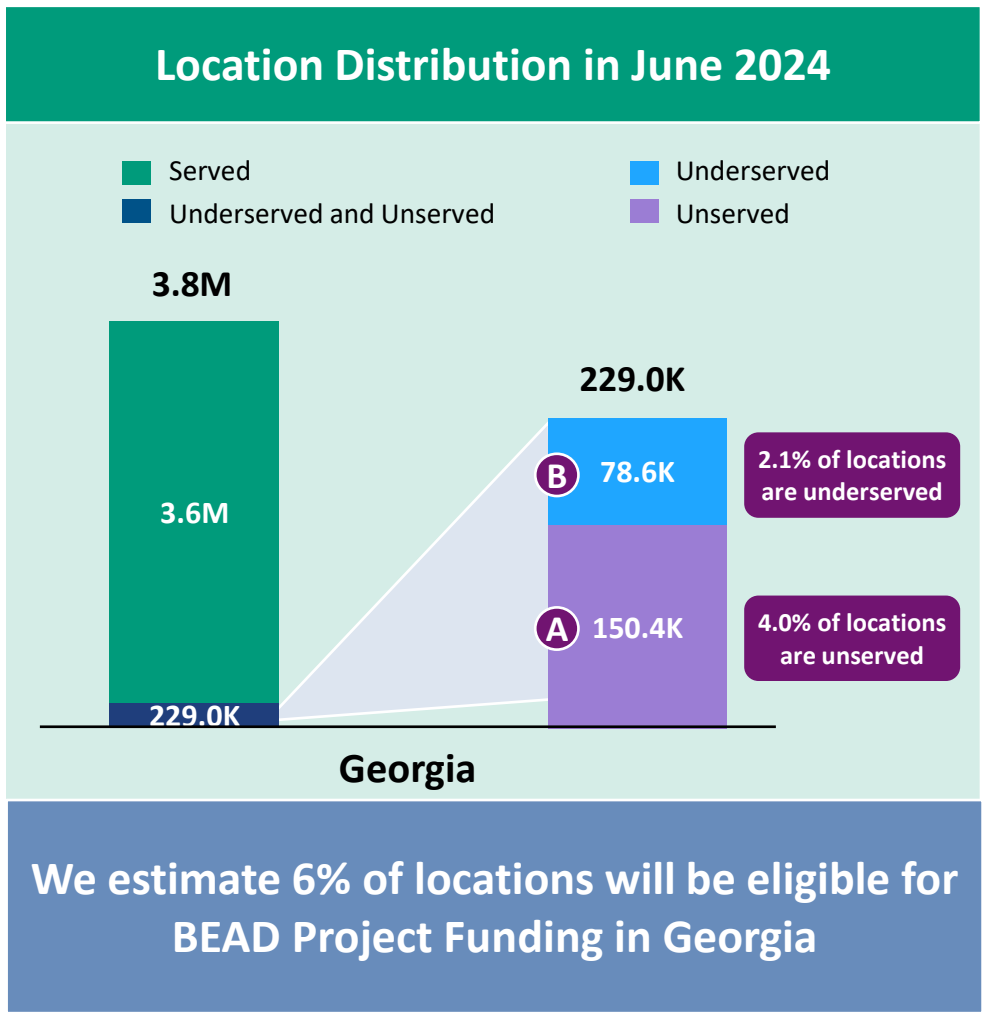 Location Distribution in June 2024
Served
Underserved
Underserved and Unserved
Unserved
3.8M
229.0K
3.6M
229.0K
B
78.6K
2.1% of locations
are underserved
A
150.4K
4.0% of locations
are unserved
Georgia
We estimate 6% of locations will be eligible for
BEAD Project Funding in Georgia